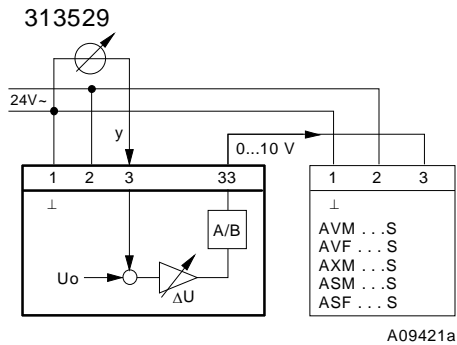 313529
24V~
y
0...10 V
1 2 3 33
1 2 3
⊥
⊥
A/B
AVM . . .S
AVF . . .S
AXM . . .S
ASM . . .S
ASF . . .S
Uo
ΔU
A09421a